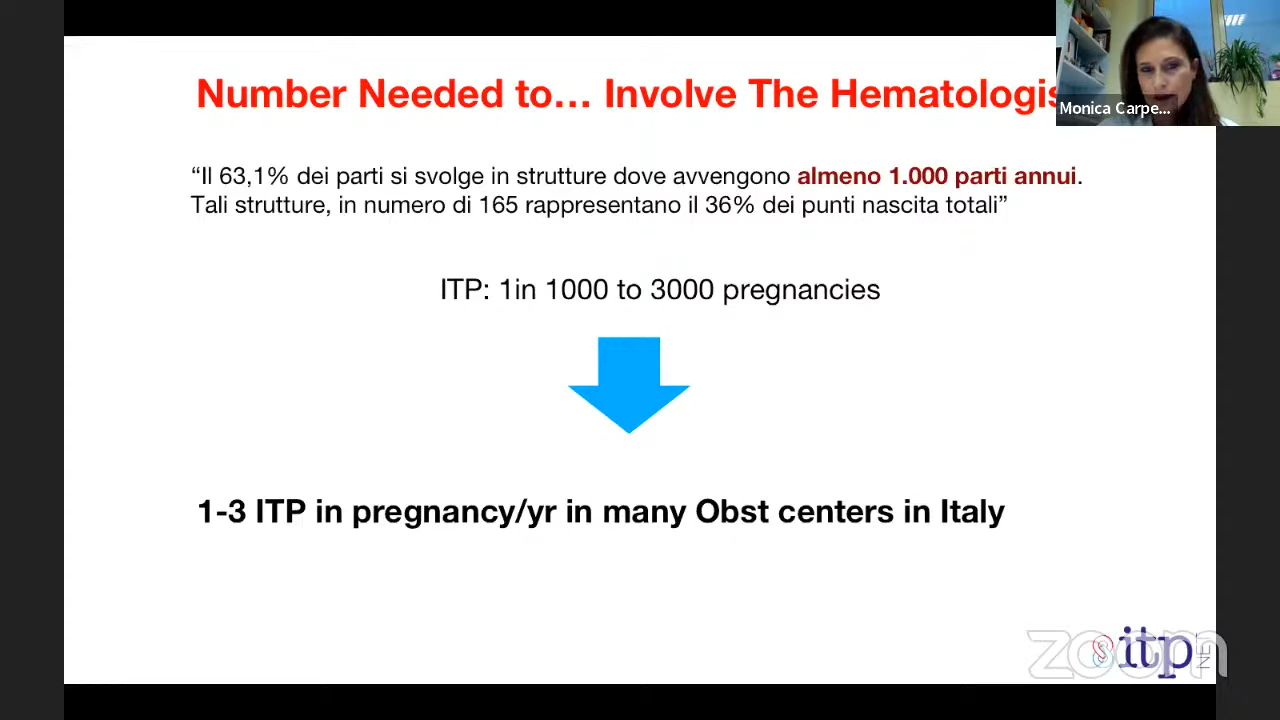 Number Needed to... Involve The Hematologis
Monica Carpe...
“Il 63,1% dei parti si svolge in strutture dove avvengono almeno 1.000 parti annui.
Tali strutture, in numero di 165 rappresentano il 36% dei punti nascita totali”
ITP: 1in 1000 to 3000 pregnancies
1-3 ITP in pregnancy/yr in many Obst centers in Italy
zoom
itp
NET